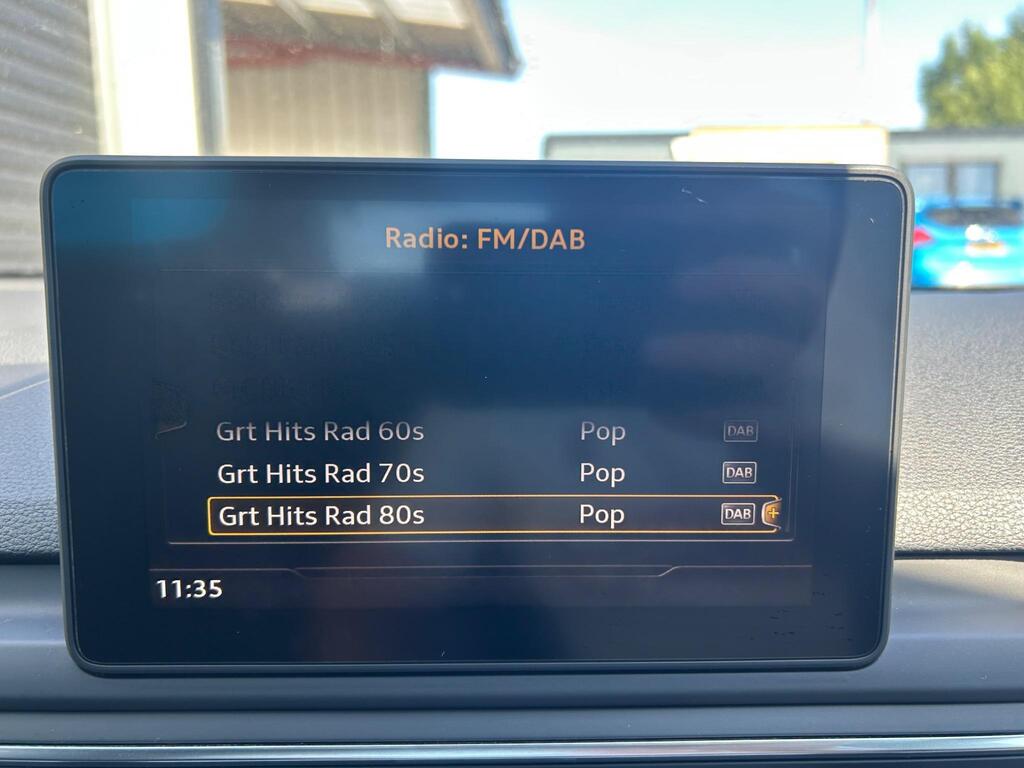 Radio: FM/DAB
Grt Hits Rad 60s Pop DAB
Grt Hits Rad 70s Pop DAB
Grt Hits Rad 80s Pop DAB +
11:35